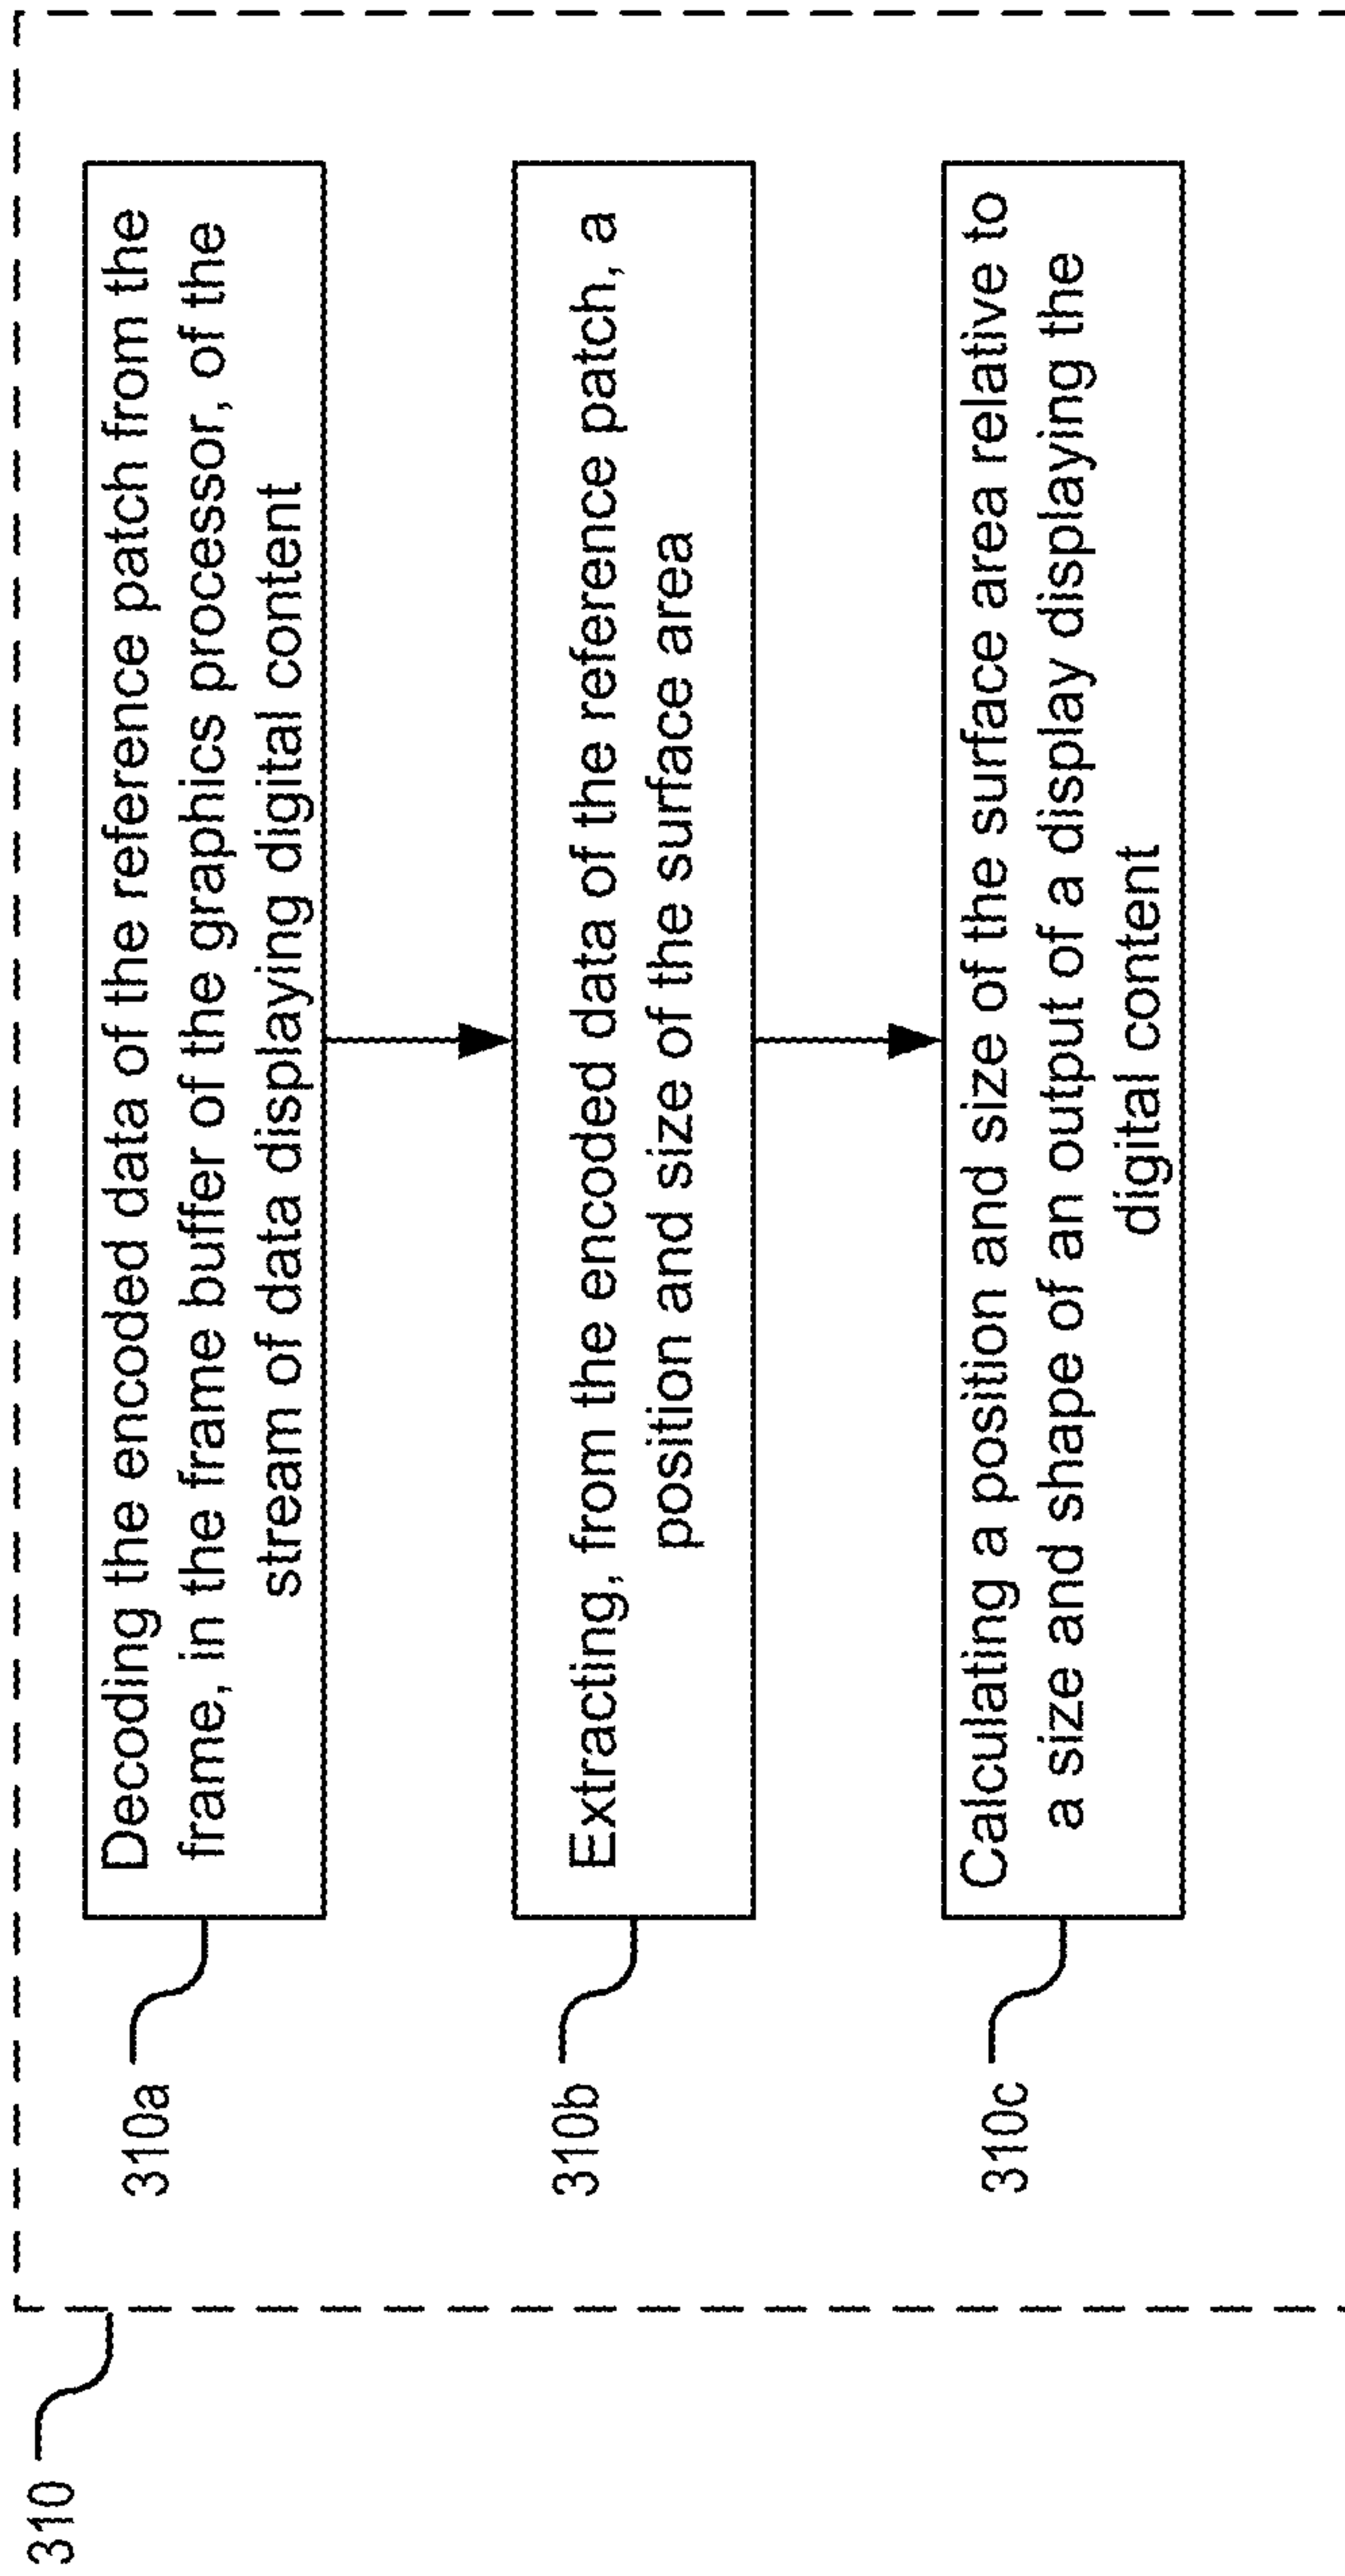 310
310a
Decoding the encoded data of the reference patch from the
frame, in the frame buffer of the graphics processor, of the
stream of data displaying digital content
310b
Extracting, from the encoded data of the reference patch, a
position and size of the surface area
310c
Calculating a position and size of the surface area relative to
a size and shape of an output of a display displaying the
digital content